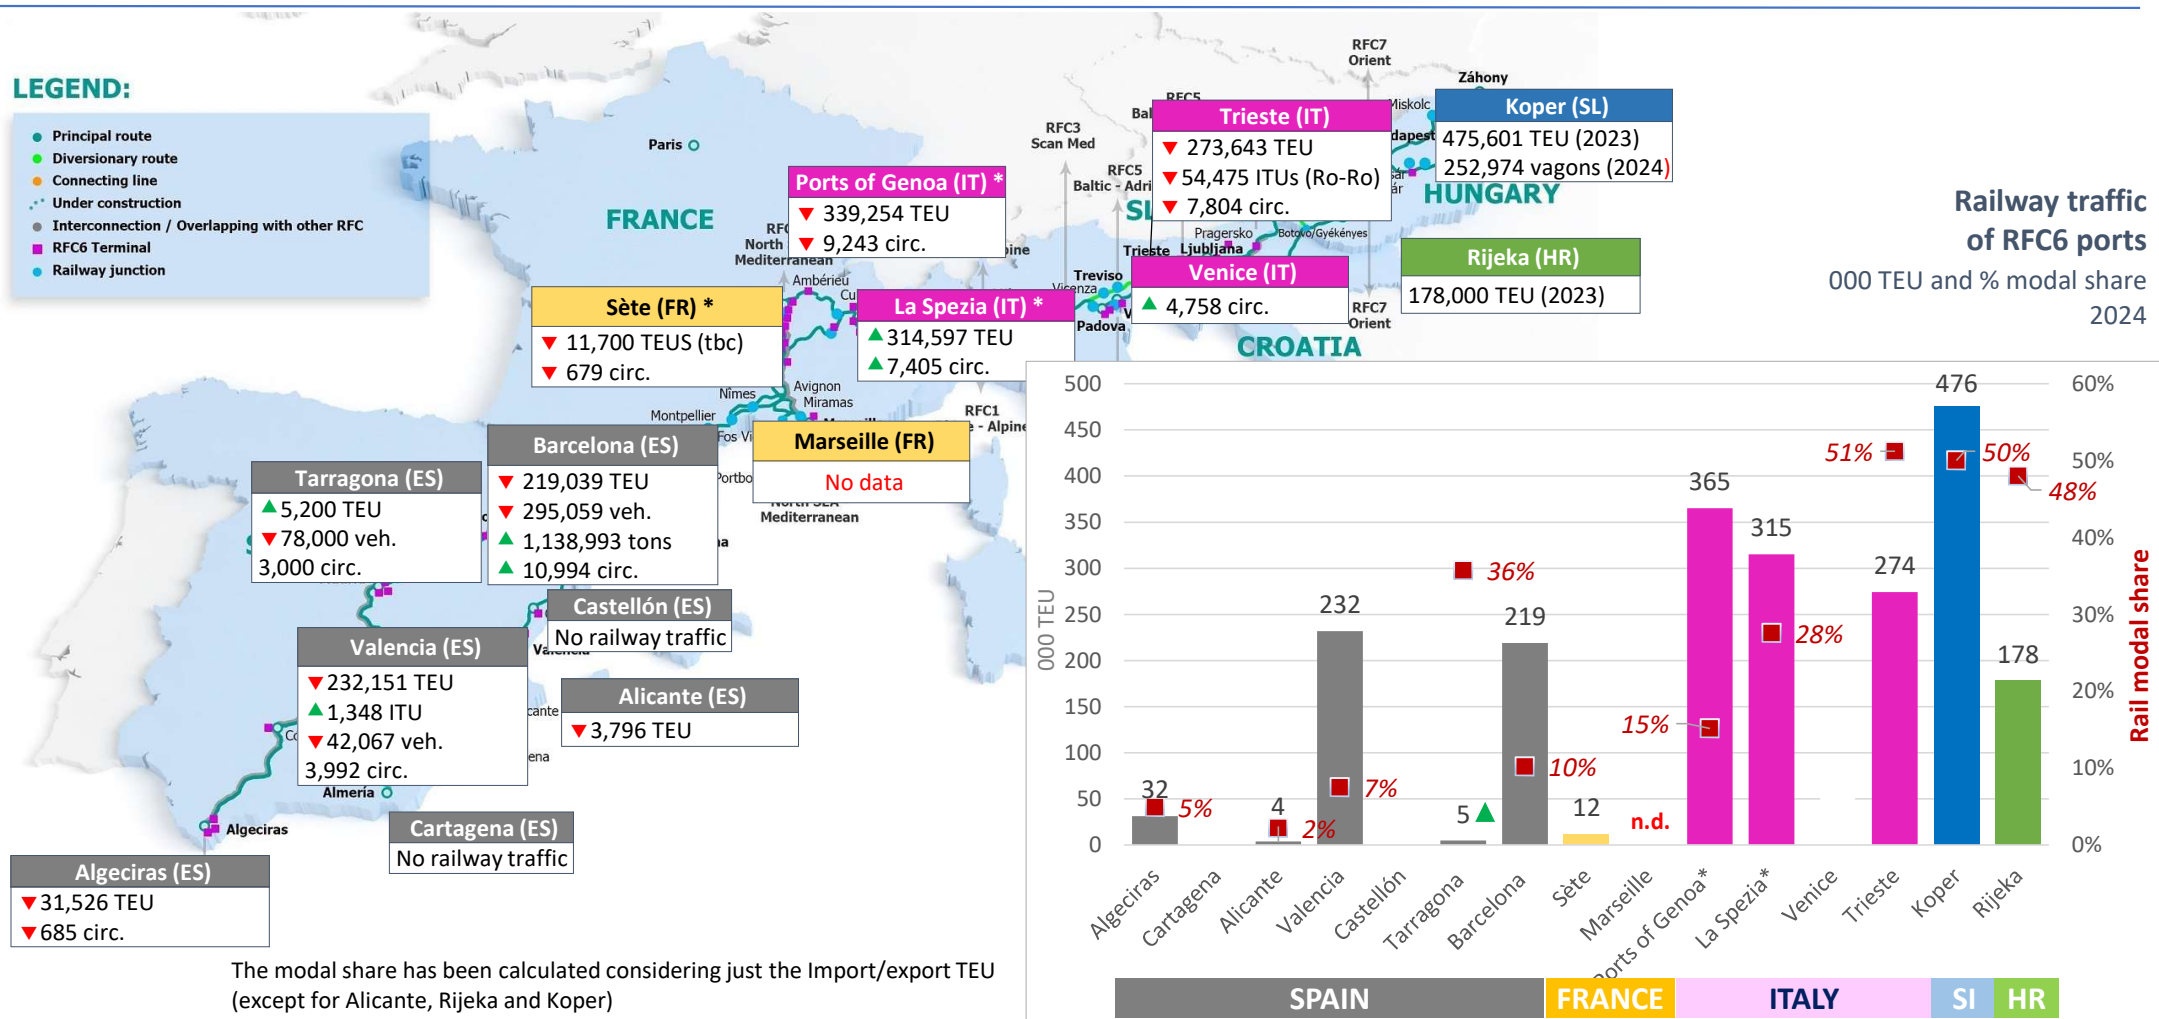 LEGEND:
Principal route
Diversionary route
Connecting line
Under construction
Interconnection / Overlapping with other RFC
RFC6 Terminal
Railway junction
Railway traffic
of RFC6 ports
000 TEU and % modal share
2024
RFC7
Orient
Záhony
Miskolc
RFC5
RFC3
Scan Med
RFC5
Paris
FRANCE
HUNGARY
CROATIA
Pragersko
Botovo/Gyékényes
Trieste
Ljubljana
Treviso
Vicenza
Padova
RFC7
Orient
Mediterranean
Ambérieu
Nîmes
Avignon
Miramas
Montpellier
RFC1
Mediterranean
Almería
Algeciras
Koper (SL)
475,601 TEU (2023)
252,974 vagons (2024)
Trieste (IT)
273,643 TEU
54,475 ITUs (Ro-Ro)
7,804 circ.
Ports of Genoa (IT) *
339,254 TEU
9,243 circ.
Rijeka (HR)
178,000 TEU (2023)
Venice (IT)
4,758 circ.
Sète (FR) *
11,700 TEUS (tbc)
679 circ.
La Spezia (IT) *
314,597 TEU
7,405 circ.
Marseille (FR)
No data
Barcelona (ES)
219,039 TEU
295,059 veh.
1,138,993 tons
10,994 circ.
Tarragona (ES)
5,200 TEU
78,000 veh.
3,000 circ.
Castellón (ES)
No railway traffic
Valencia (ES)
232,151 TEU
1,348 ITU
42,067 veh.
3,992 circ.
Alicante (ES)
3,796 TEU
Cartagena (ES)
No railway traffic
Algeciras (ES)
31,526 TEU
685 circ.
The modal share has been calculated considering just the Import/export TEU
(except for Alicante, Rijeka and Koper)
000 TEU
500
450
400
350
300
250
200
150
100
50
0
60%
50%
40%
30%
20%
10%
0%
Rail modal share
32
4
232
5
219
12
n.d.
365
315
274
476
178
5%
2%
7%
36%
10%
15%
28%
51%
50%
48%
Algeciras
Cartagena
Alicante
Valencia
Castellón
Tarragona
Barcelona
Sète
Marseille
Ports of Genoa*
La Spezia*
Venice
Trieste
Koper
Rijeka
SPAIN
FRANCE
ITALY
SI
HR